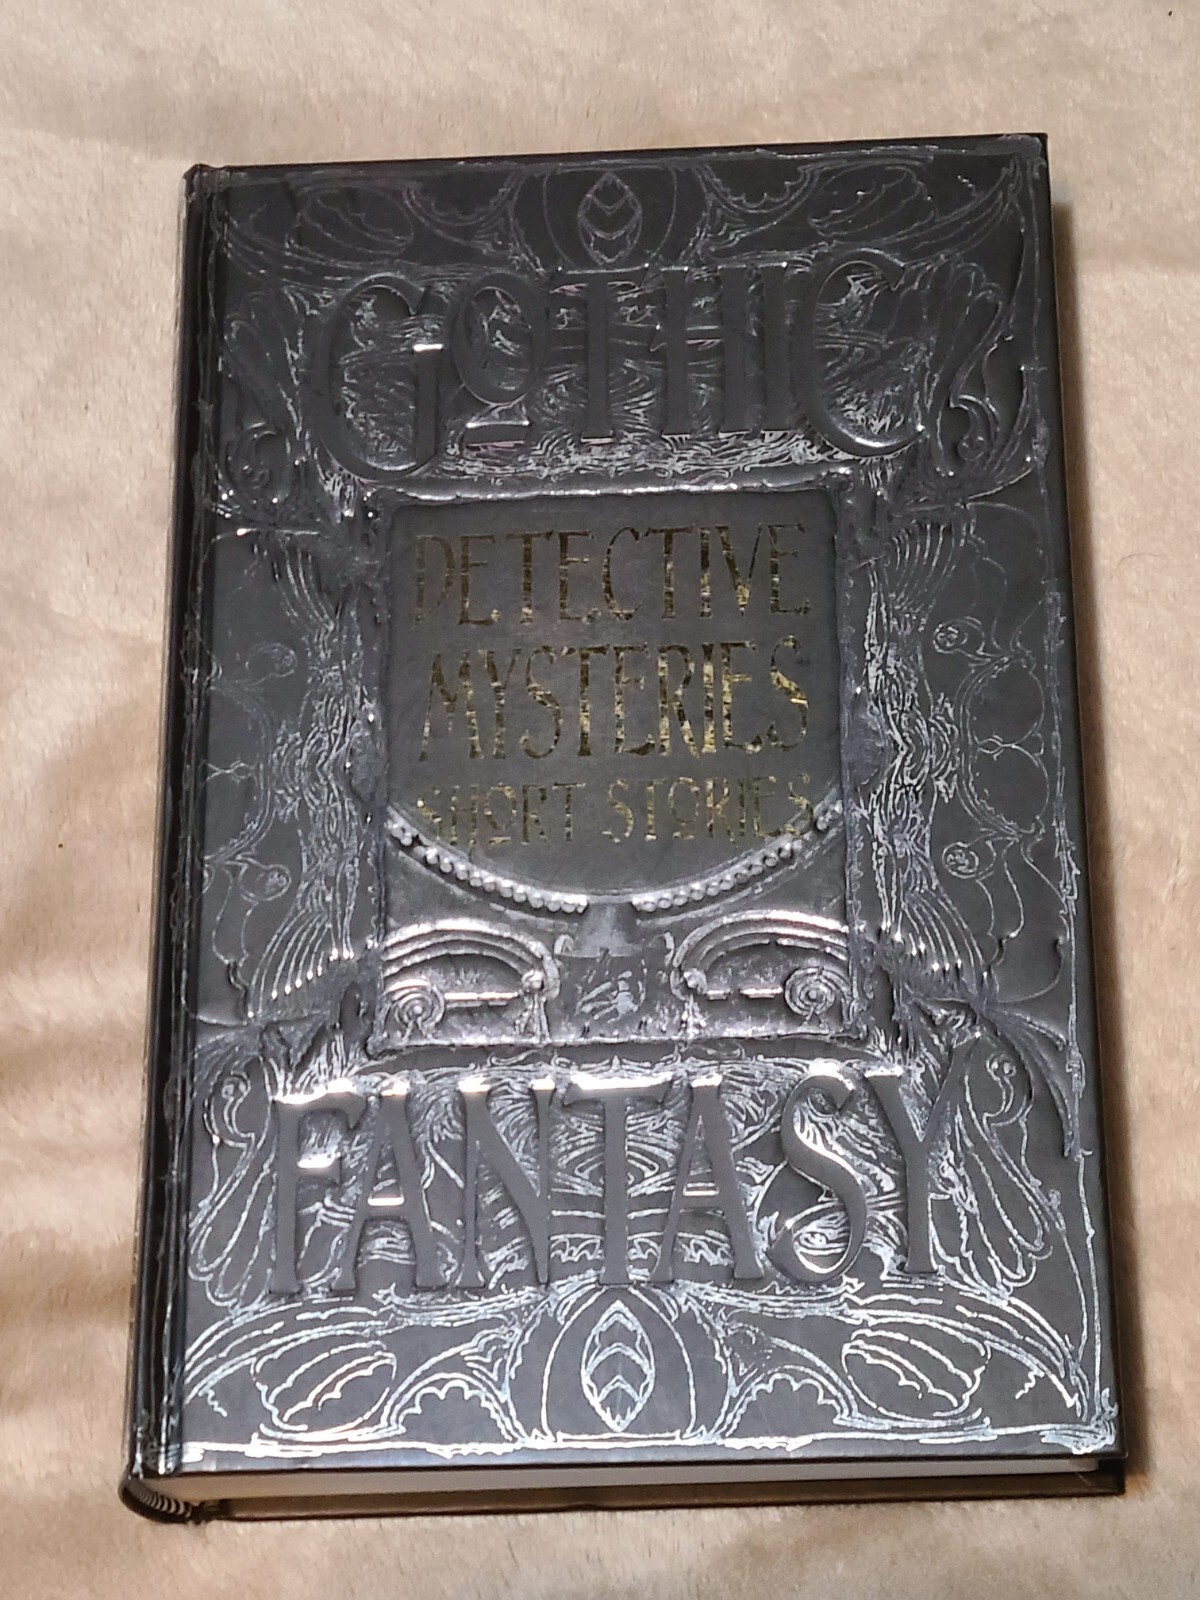 GOTHIC
DETECTIVE
MYSTERIES
SHORT STORIES
FANTASY